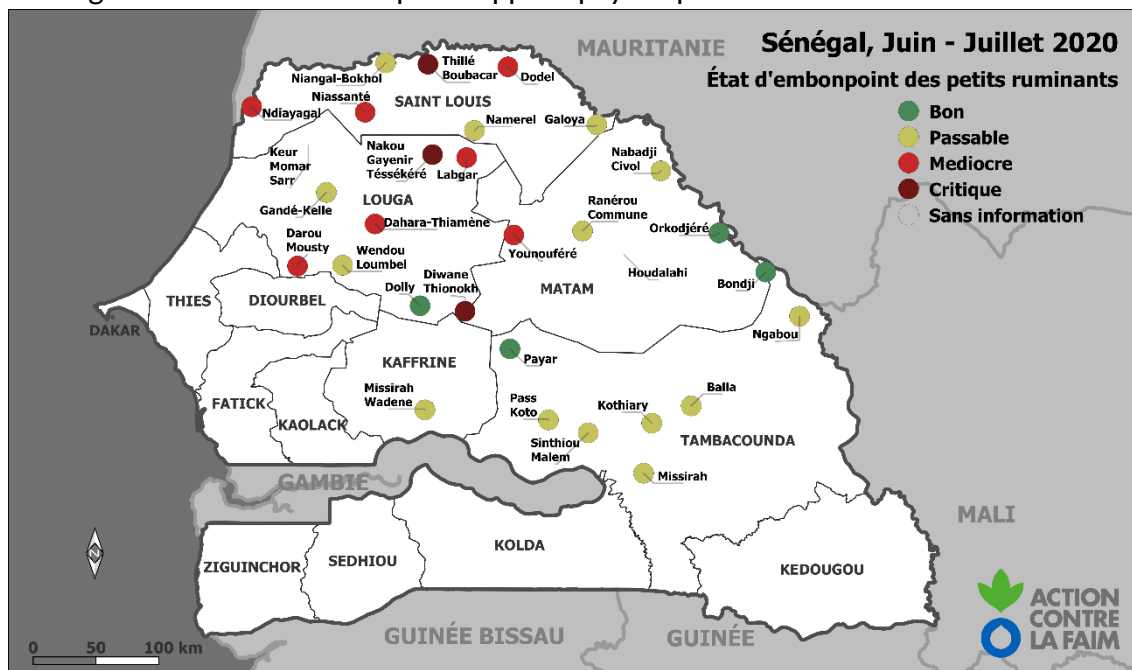 MAURITANIE
Sénégal, Juin - Juillet 2020
État d'embonpoint des petits ruminants
Bon
Passable
Mediocre
Critique
Sans information
Niangal-Bokhol
Thillé
Boubacar
Dodel
Niassanté
Ndiayagal
SAINT LOUIS
Namerel
Galoya
Keur
Momar
Sarr
Nakou
Gayenir
Téssékéré
Labgar
Nabadji
Civol
LOUGA
Gandé-Kelle
Ranérou
Commune
Dahara-Thiamène
Orkodjéré
Darou
Mousty
Wendou
Loumbel
Younouféré
Houdalahi
Diwane
Thionokh
Dolly
MATAM
Bondji
THIES
DIOURBEL
DAKAR
Ngabou
KAFFRINE
Payar
Missirah
Wadene
Pass
Koto
Kothiary
Balla
FATICK
KAOLACK
Sinthiou
Malem
TAMBACOUNDA
Missirah
GAMBIE
MALI
ZIGUINCHOR
SEDHIOU
KOLDA
KEDOUGOU
N
ACTION
CONTRE
LA FAIM
GUINÉE BISSAU
GUINÉE
0 50 100 km